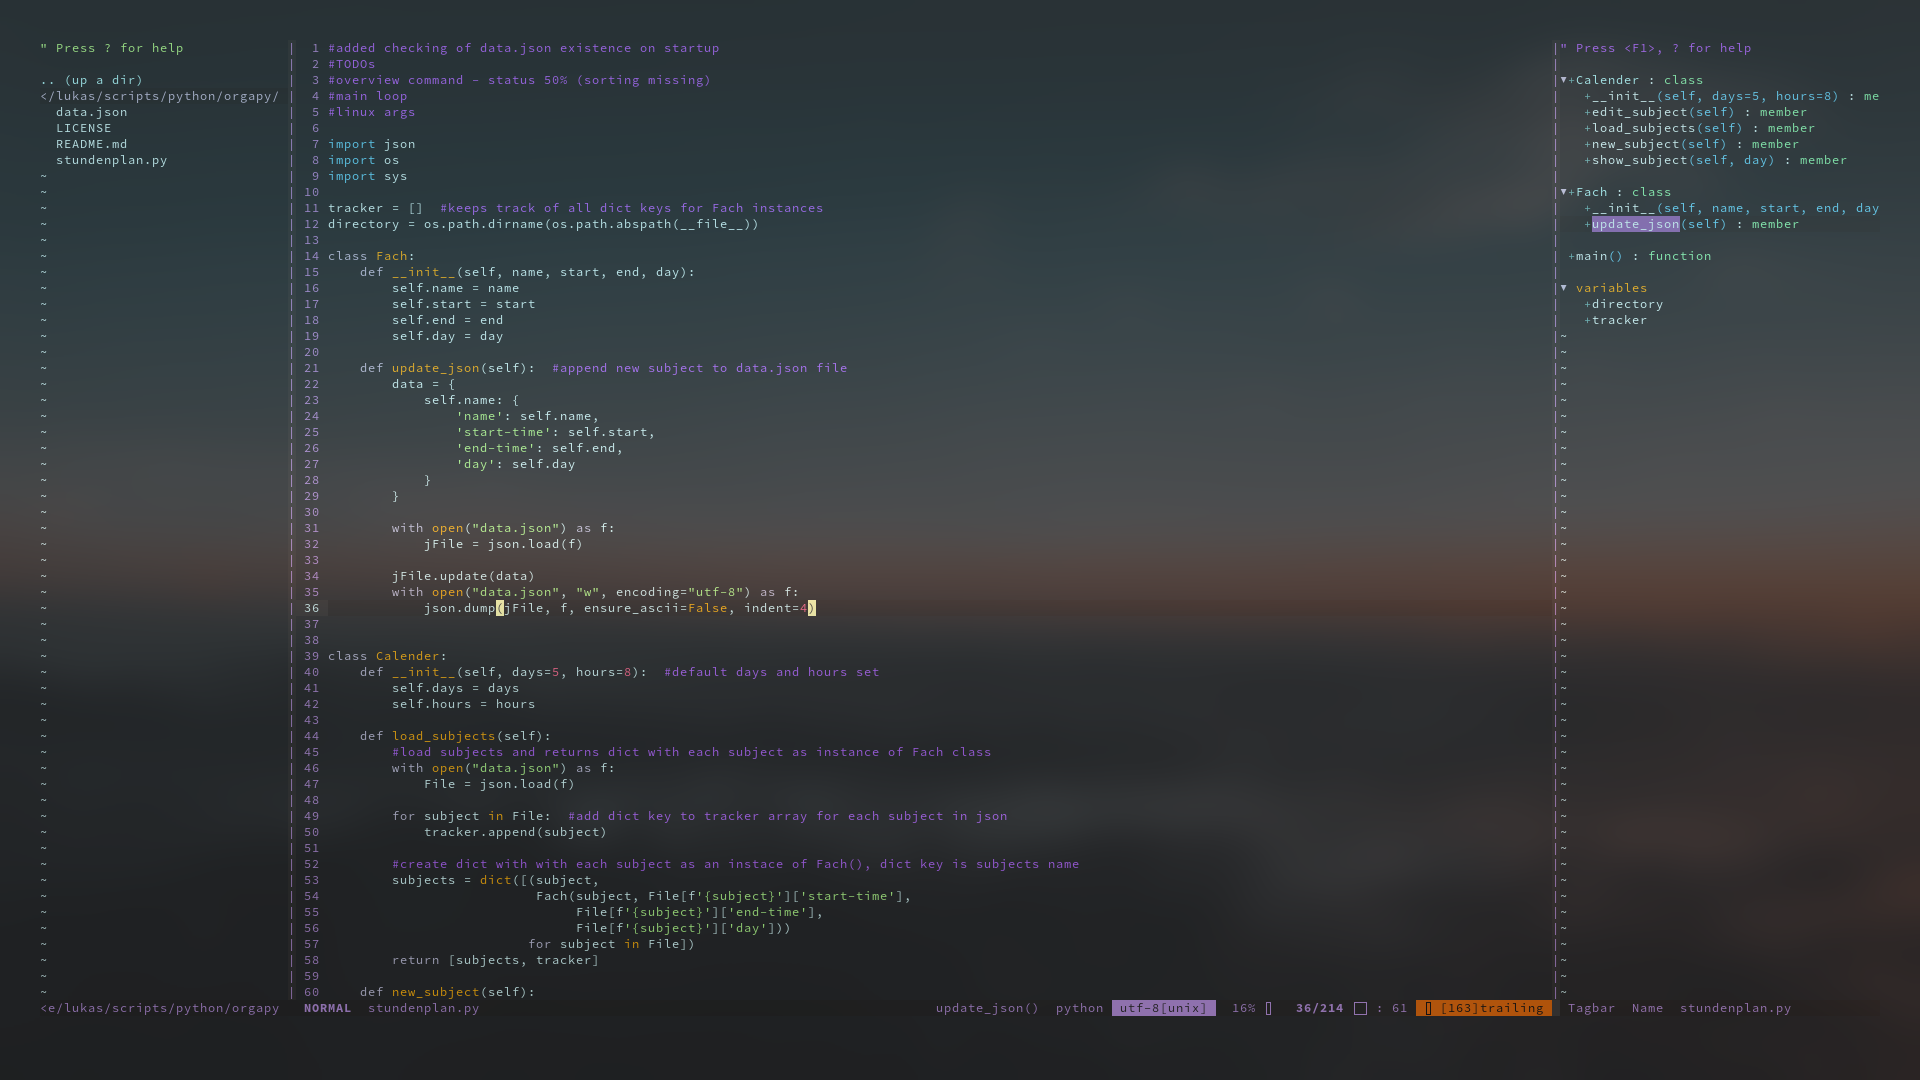 " Press ? for help
.. (up a dir)
</lukas/scripts/python/orgapy/
data.json
LICENSE
README.md
stundenplan.py
1 #added checking of data.json existence on startup
2 #TODOs
3 #overview command - status 50% (sorting missing)
4 #main loop
5 #linux args
6
7 import json
8 import os
9 import sys
10
11 tracker = []  #keeps track of all dict keys for Fach instances
12 directory = os.path.dirname(os.path.abspath(__file__))
13
14 class Fach:
15     def __init__(self, name, start, end, day):
16         self.name = name
17         self.start = start
18         self.end = end
19         self.day = day
20
21     def update_json(self):  #append new subject to data.json file
22         data = {
23             self.name: {
24                 'name': self.name,
25                 'start-time': self.start,
26                 'end-time': self.end,
27                 'day': self.day
28             }
29         }
30
31         with open("data.json") as f:
32             jFile = json.load(f)
33
34         jFile.update(data)
35         with open("data.json", "w", encoding="utf-8") as f:
36             json.dump(jFile, f, ensure_ascii=False, indent=4)
37
38
39 class Calender:
40     def __init__(self, days=5, hours=8):  #default days and hours set
41         self.days = days
42         self.hours = hours
43
44     def load_subjects(self):
45         #load subjects and returns dict with each subject as instance of Fach class
46         with open("data.json") as f:
47             File = json.load(f)
48
49         for subject in File:  #add dict key to tracker array for each subject in json
50             tracker.append(subject)
51
52         #create dict with with each subject as an instace of Fach(), dict key is subjects name
53         subjects = dict([(subject,
54                           Fach(subject, File[f'{subject}']['start-time'],
55                                File[f'{subject}']['end-time'],
56                                File[f'{subject}']['day']))
57                          for subject in File])
58         return [subjects, tracker]
59
60     def new_subject(self):
" Press <F1>, ? for help
▼+Calender : class
+__init__(self, days=5, hours=8) : me
+edit_subject(self) : member
+load_subjects(self) : member
+new_subject(self) : member
+show_subject(self, day) : member
▼+Fach : class
+__init__(self, name, start, end, day
+update_json(self) : member
+main() : function
▼ variables
+directory
+tracker
<e/lukas/scripts/python/orgapy NORMAL stundenplan.py update_json() python utf-8[unix] 16% 36/214 : 61 [163]trailing Tagbar Name stundenplan.py